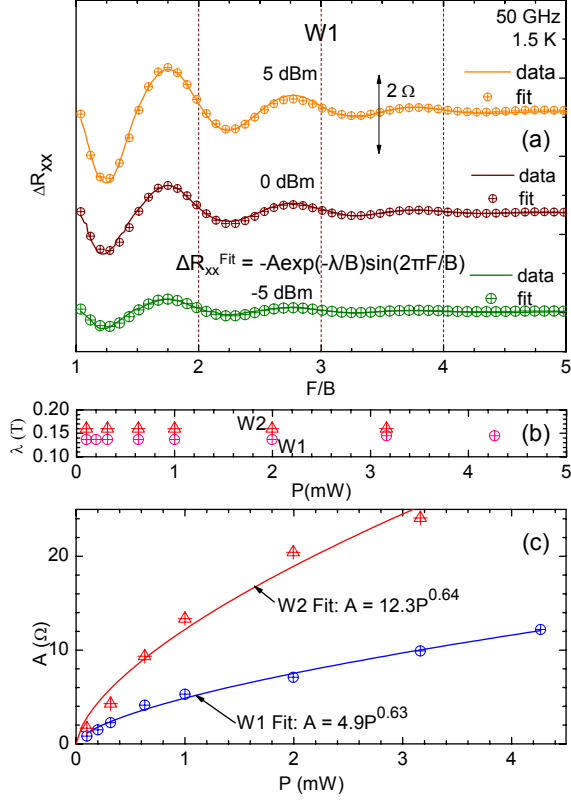 W1
50 GHz
1.5 K
5 dBm
2 Ω
data
fit
(a)
0 dBm
data
fit
ΔR_xx^Fit = -Aexp(-λ/B)sin(2πF/B)
-5 dBm
data
fit
ΔR_xx
1 2 3 4 5
F/B
0.20
0.15
0.10
λ (T)
W2
W1
(b)
0 1 2 3 4 5
P(mW)
20
10
0
A (Ω)
(c)
W2 Fit: A = 12.3P^0.64
W1 Fit: A = 4.9P^0.63
0 1 2 3 4
P (mW)